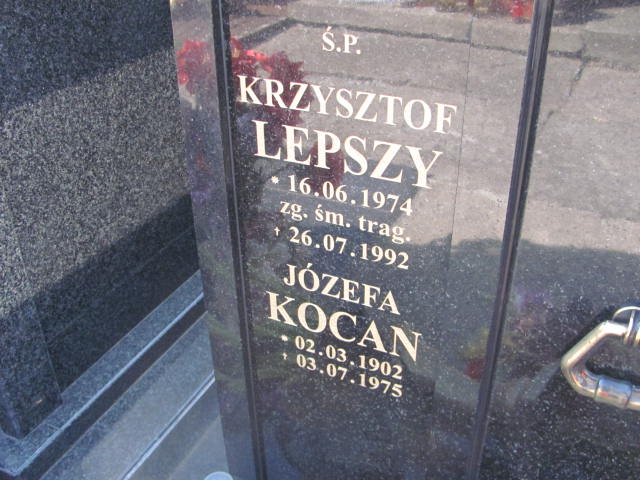 Ś.P.
KRZYSZTOF
LEPSZY
* 16.06.1974
zg. śm. trag.
† 26.07.1992
JÓZEFA
KOCAN
* 02.03.1902
† 03.07.1975